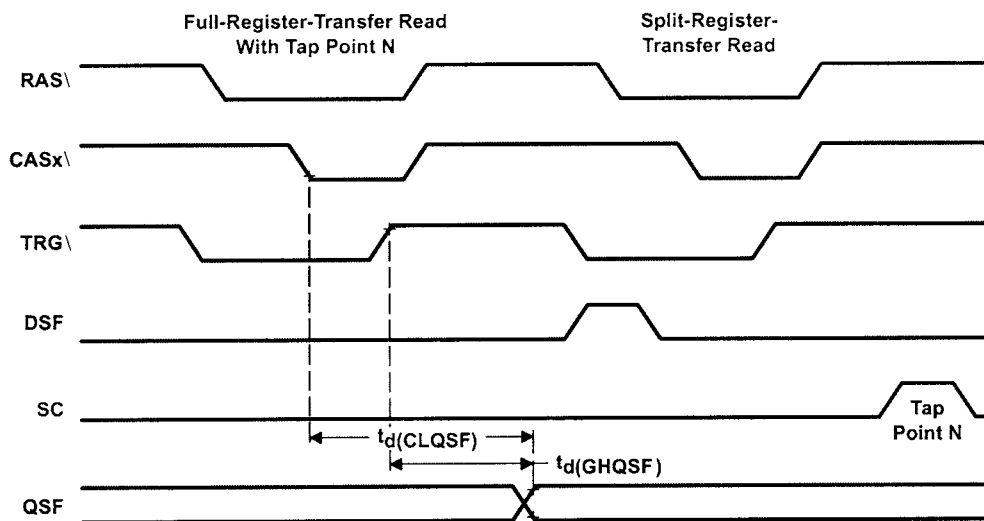 Full-Register-Transfer Read
With Tap Point N
Split-Register-
Transfer Read
RAS\
CASx\
TRG\
DSF
SC
Tap
Point N
td(CLQSF)
td(GHQSF)
QSF